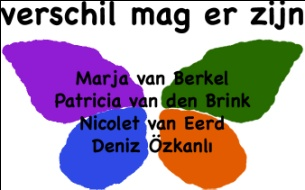 verschil mag er zijn
Marja van Berkel
Patricia van den Brink
Nicolet van Eerd
Deniz Özkanlı